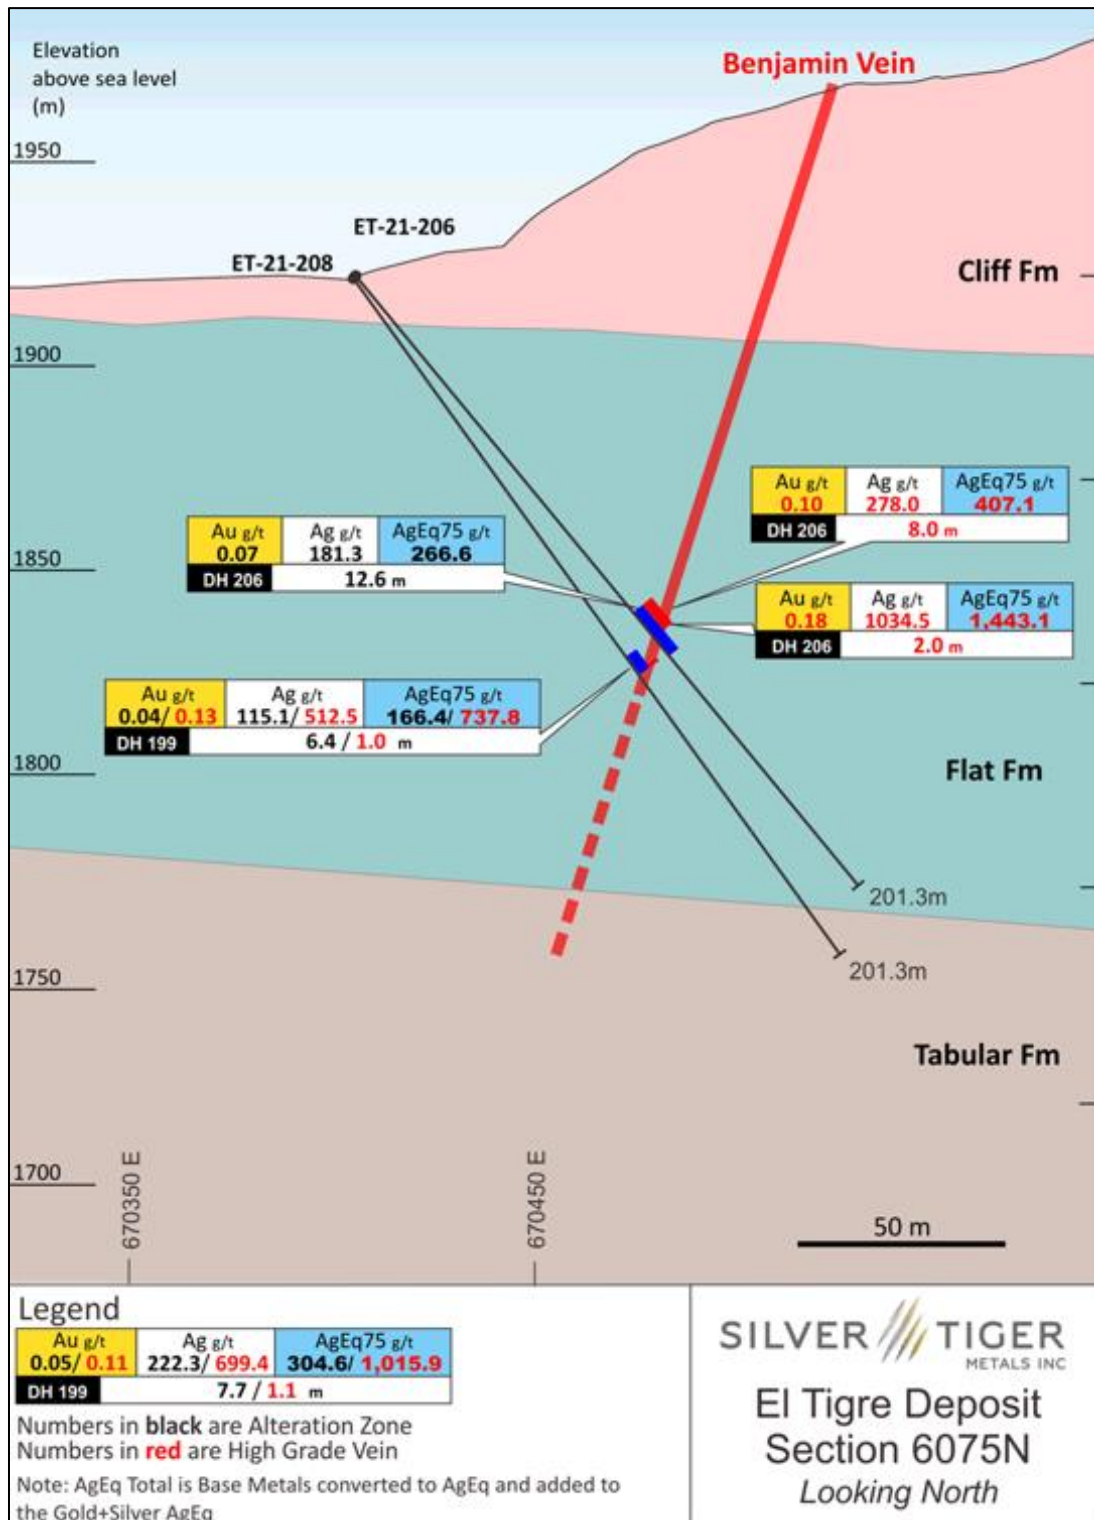 Elevation
above sea level
(m)
Benjamin Vein
1950
ET-21-206
ET-21-208
Cliff Fm
1900
Au g/t Ag g/t AgEq75 g/t
0.10 278.0 407.1
DH 206 8.0 m
Au g/t Ag g/t AgEq75 g/t
0.07 181.3 266.6
DH 206 12.6 m
1850
Au g/t Ag g/t AgEq75 g/t
0.18 1034.5 1,443.1
DH 206 2.0 m
Au g/t Ag g/t AgEq75 g/t
0.04/ 0.13 115.1/ 512.5 166.4/ 737.8
DH 199 6.4 / 1.0 m
1800
Flat Fm
201.3m
201.3m
1750
Tabular Fm
1700
670350 E
670450 E
50 m
Legend
Au g/t Ag g/t AgEq75 g/t
0.05/ 0.11 222.3/ 699.4 304.6/ 1,015.9
DH 199 7.7 / 1.1 m
Numbers in black are Alteration Zone
Numbers in red are High Grade Vein
Note: AgEq Total is Base Metals converted to AgEq and added to
the Gold+Silver AgEq
SILVER TIGER
METALS INC
El Tigre Deposit
Section 6075N
Looking North